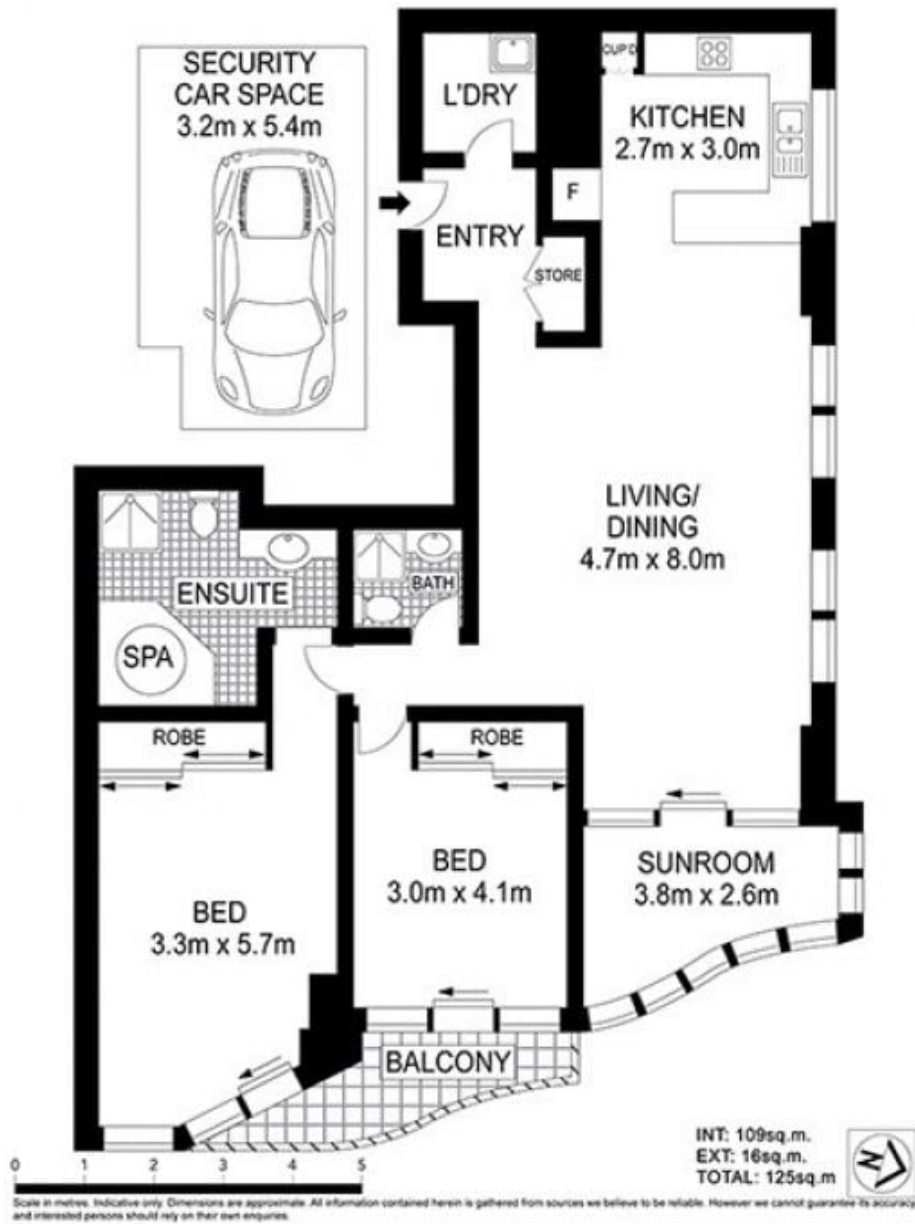 SECURITY
CAR SPACE
3.2m x 5.4m
L'DRY
CUP'D
KITCHEN
2.7m x 3.0m
F
ENTRY
STORE
LIVING/
DINING
4.7m x 8.0m
ENSUITE
BATH
SPA
ROBE
ROBE
BED
3.3m x 5.7m
BED
3.0m x 4.1m
SUNROOM
3.8m x 2.6m
BALCONY
INT: 109sq.m.
EXT: 16sq.m.
TOTAL: 125sq.m
N
0 1 2 3 4 5
Scale in metres. Indicative only. Dimensions are approximate. All information contained herein is gathered from sources we believe to be reliable. However we cannot guarantee its accuracy
and interested persons should rely on their own enquiries.